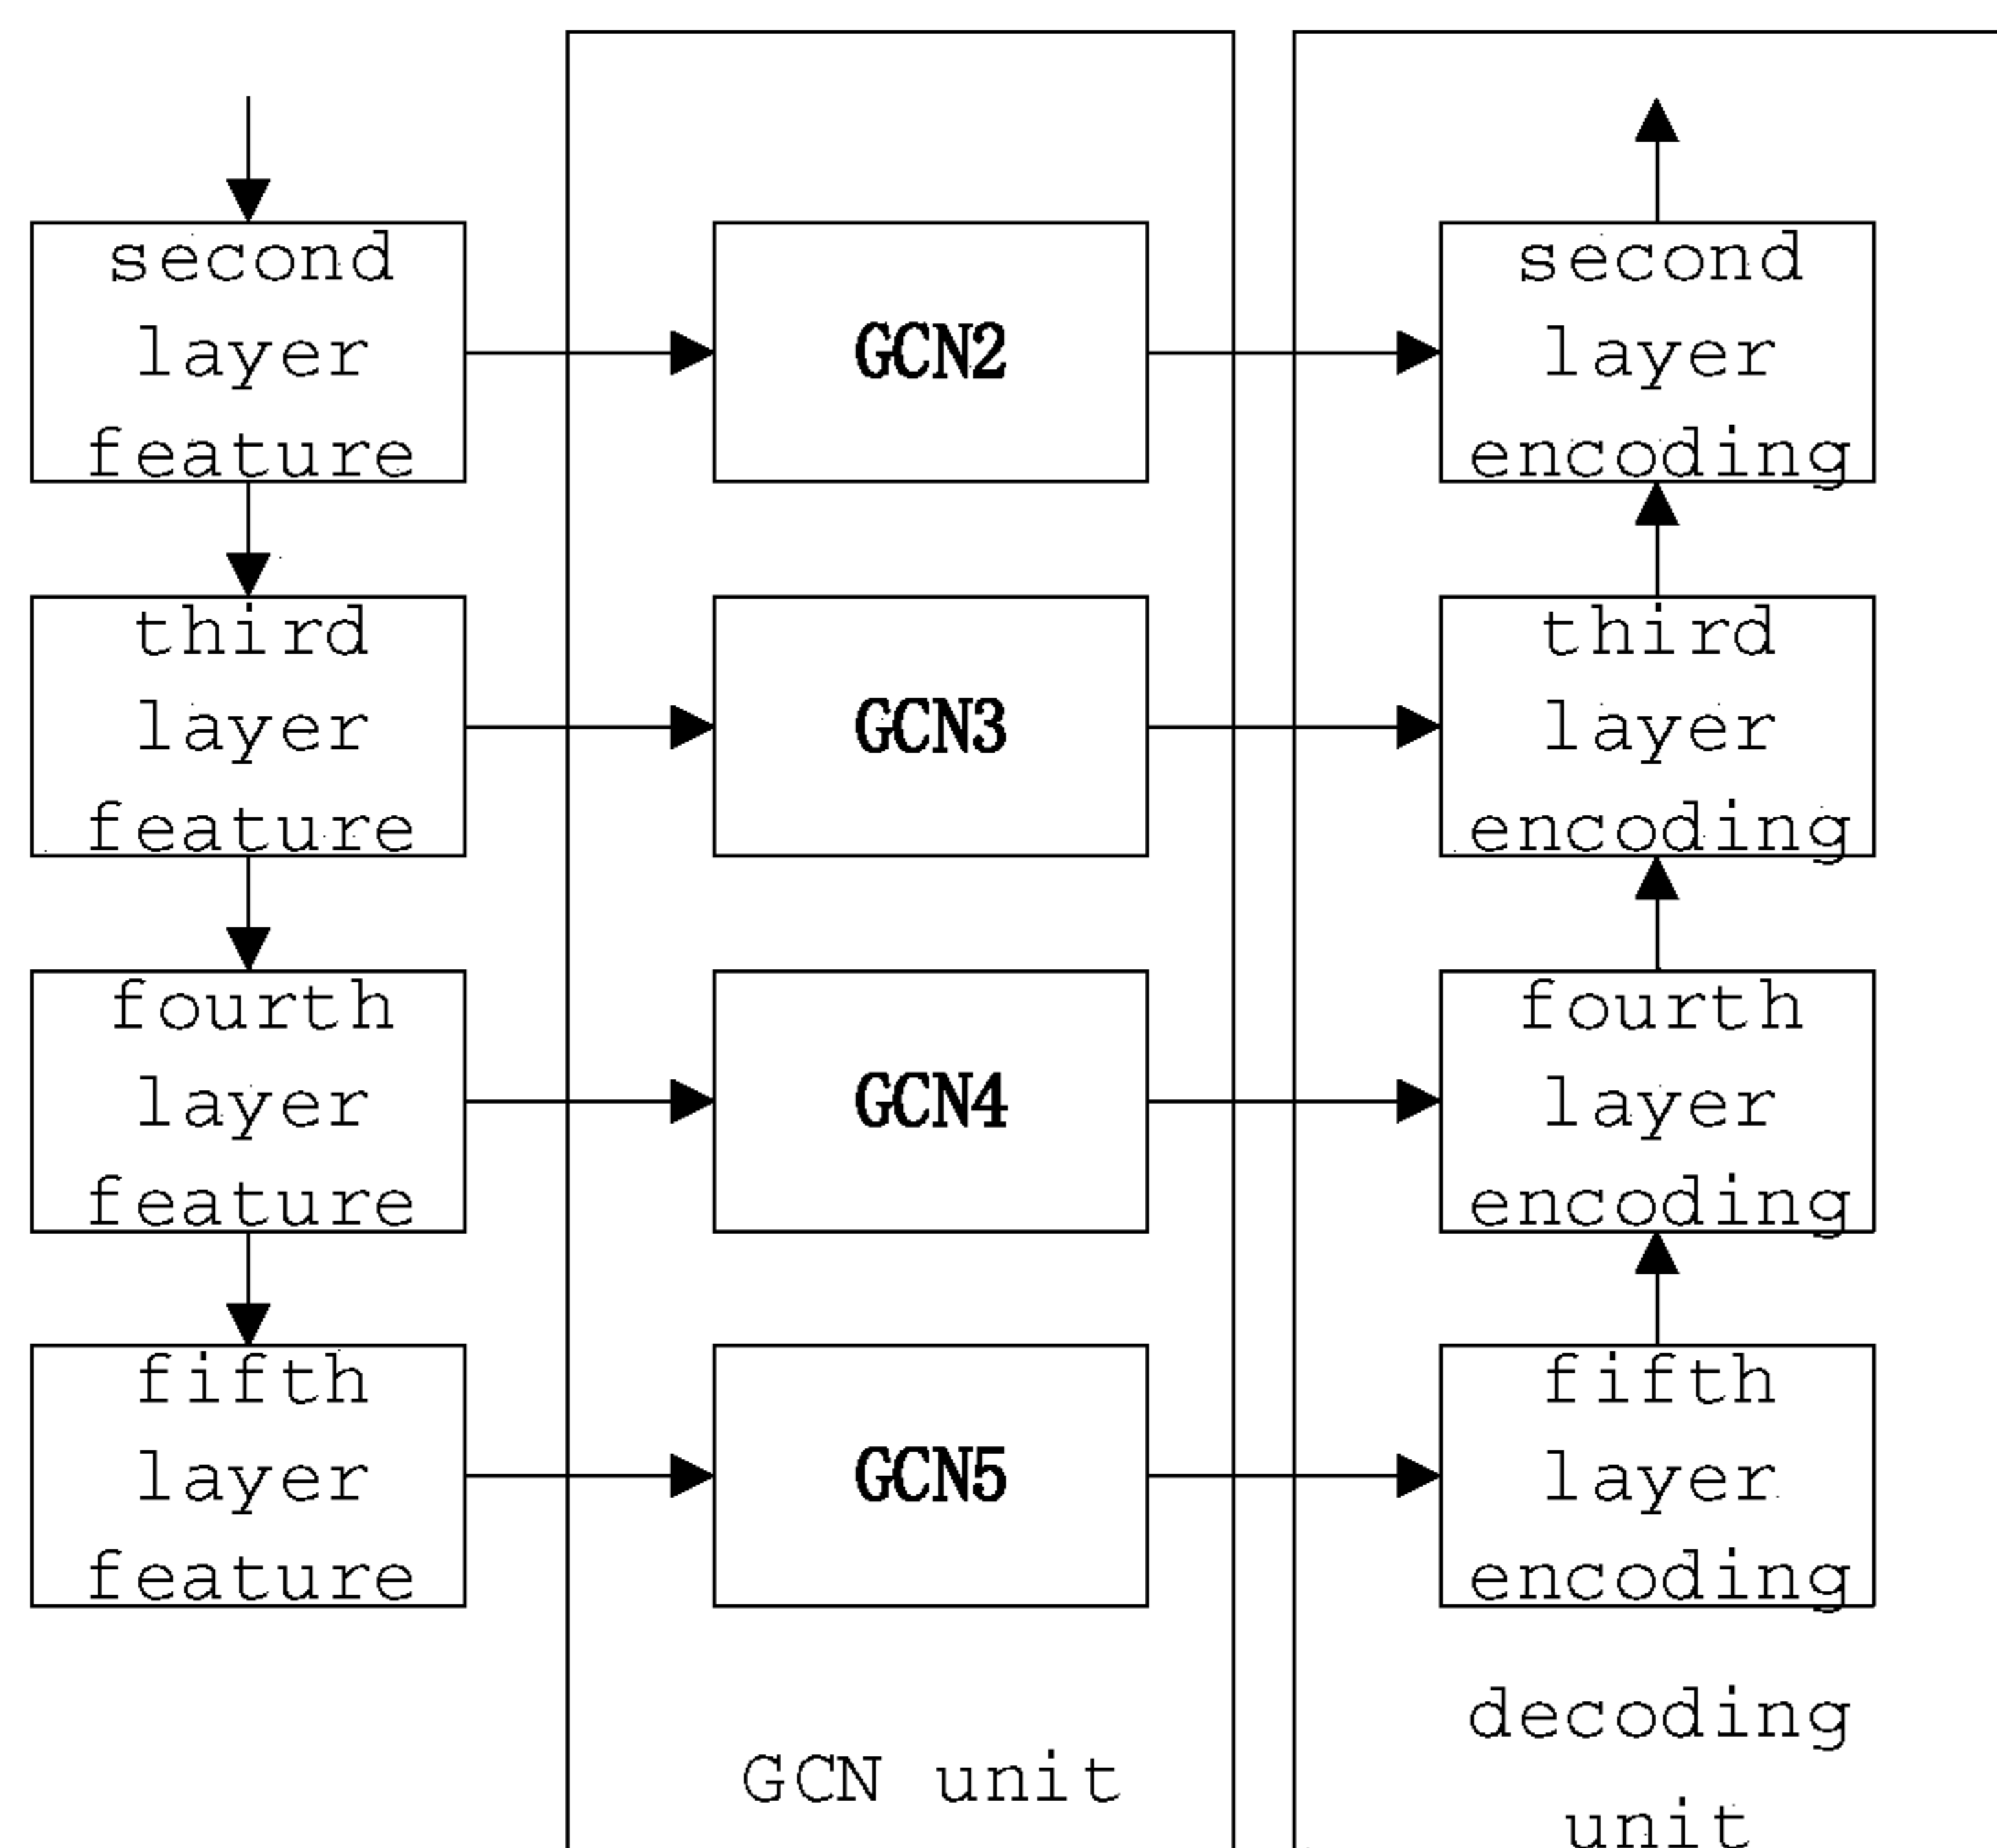 second
layer
feature
GCN2
second
layer
encoding
third
layer
feature
GCN3
third
layer
encoding
fourth
layer
feature
GCN4
fourth
layer
encoding
fifth
layer
feature
GCN5
fifth
layer
encoding
GCN unit
decoding
unit